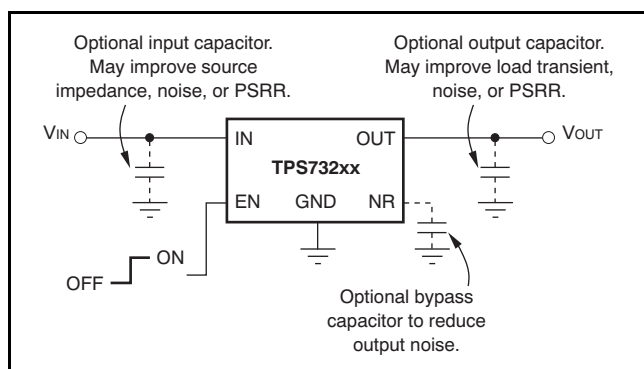 Optional input capacitor.
May improve source
impedance, noise, or PSRR.
Optional output capacitor.
May improve load transient,
noise, or PSRR.
VIN
IN
OUT
VOUT
TPS732xx
EN
GND
NR
ON
OFF
Optional bypass
capacitor to reduce
output noise.